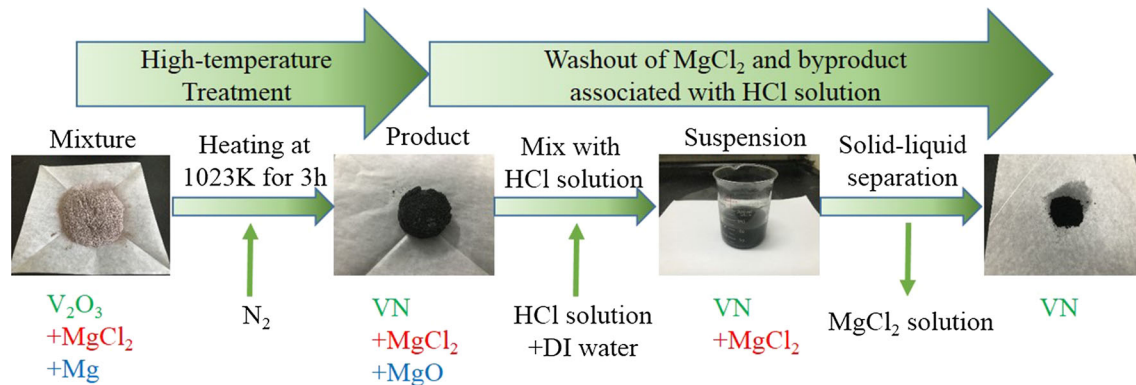 High-temperature
Treatment
Washout of MgCl₂ and byproduct
associated with HCl solution
Mixture
Heating at
1023K for 3h
Product
Mix with
HCl solution
Suspension
Solid-liquid
separation
V₂O₃
+MgCl₂
+Mg
N₂
VN
+MgCl₂
+MgO
HCl solution
+DI water
VN
+MgCl₂
MgCl₂ solution
VN